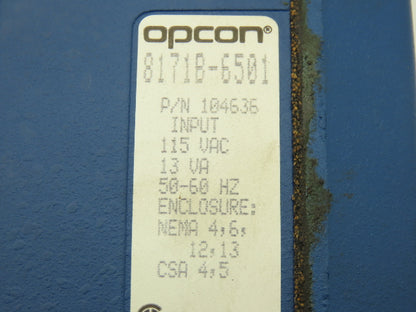 opcon®
8171B-6501
P/N 104636
INPUT
115 VAC
13 VA
50-60 HZ
ENCLOSURE:
NEMA 4,6,
12,13
CSA 4,5